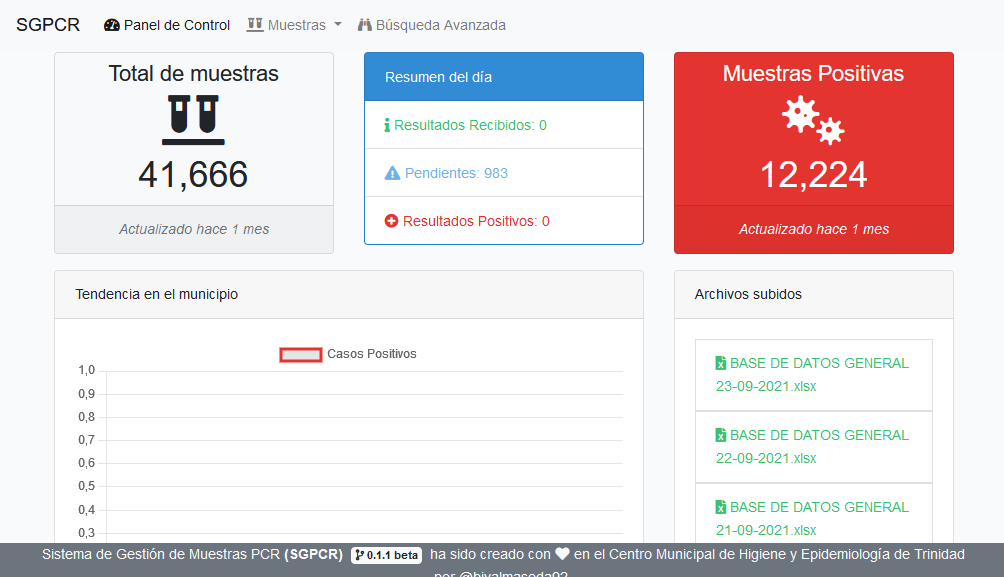 SGPCR Panel de Control Muestras Búsqueda Avanzada
Total de muestras
41,666
Actualizado hace 1 mes
Resumen del día
Resultados Recibidos: 0
Pendientes: 983
Resultados Positivos: 0
Muestras Positivas
12,224
Actualizado hace 1 mes
Tendencia en el municipio
Casos Positivos
1,0
0,9
0,8
0,7
0,6
0,5
0,4
0,3
Archivos subidos
BASE DE DATOS GENERAL
23-09-2021.xlsx
BASE DE DATOS GENERAL
22-09-2021.xlsx
BASE DE DATOS GENERAL
21-09-2021.xlsx
Sistema de Gestión de Muestras PCR (SGPCR) 0.1.1 beta ha sido creado con en el Centro Municipal de Higiene y Epidemiología de Trinidad
por